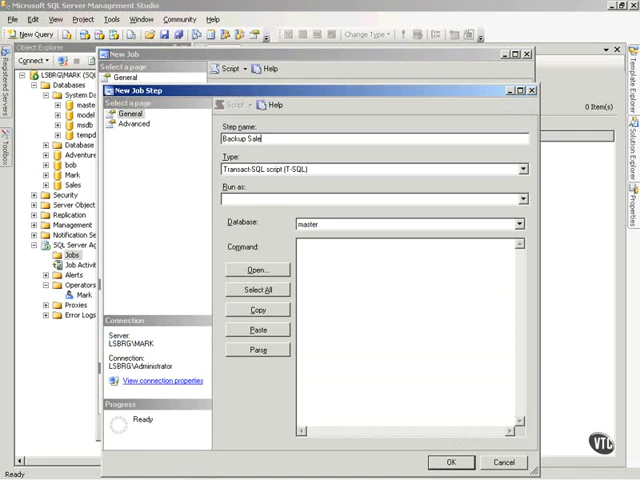 Microsoft SQL Server Management Studio
File Edit View Project Tools Window Community Help
New Query
Change Type
Object Explorer
Connect
LSBRG\MARK (SQL
Databases
System Da
maste
model
msdb
tempd
Database
Adventure
bob
Mark
Sales
Security
Server Object
Replication
Management
Notification Se
SQL Server Ag
Jobs
Job Activit
Alerts
Operators
Mark
Proxies
Error Logs
Registered Servers
Toolbox
New Job
Select a page
General
Script Help
New Job Step
Select a page
General
Advanced
Script Help
Step name:
Backup Sale
Type:
Transact-SQL script (T-SQL)
Run as:
Database:
master
Command:
Open...
Select All
Copy
Paste
Parse
Connection
Server:
LSBRG\MARK
Connection:
LSBRG\Administrator
View connection properties
Progress
Ready
OK
Cancel
0 Item(s)
Template Explorer
Solution Explorer
Properties
VTC
Ready